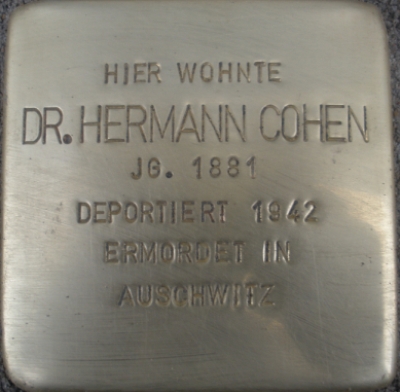 HIER WOHNTE
DR. HERMANN COHEN
JG. 1881
DEPORTIERT 1942
ERMORDET IN
AUSCHWITZ